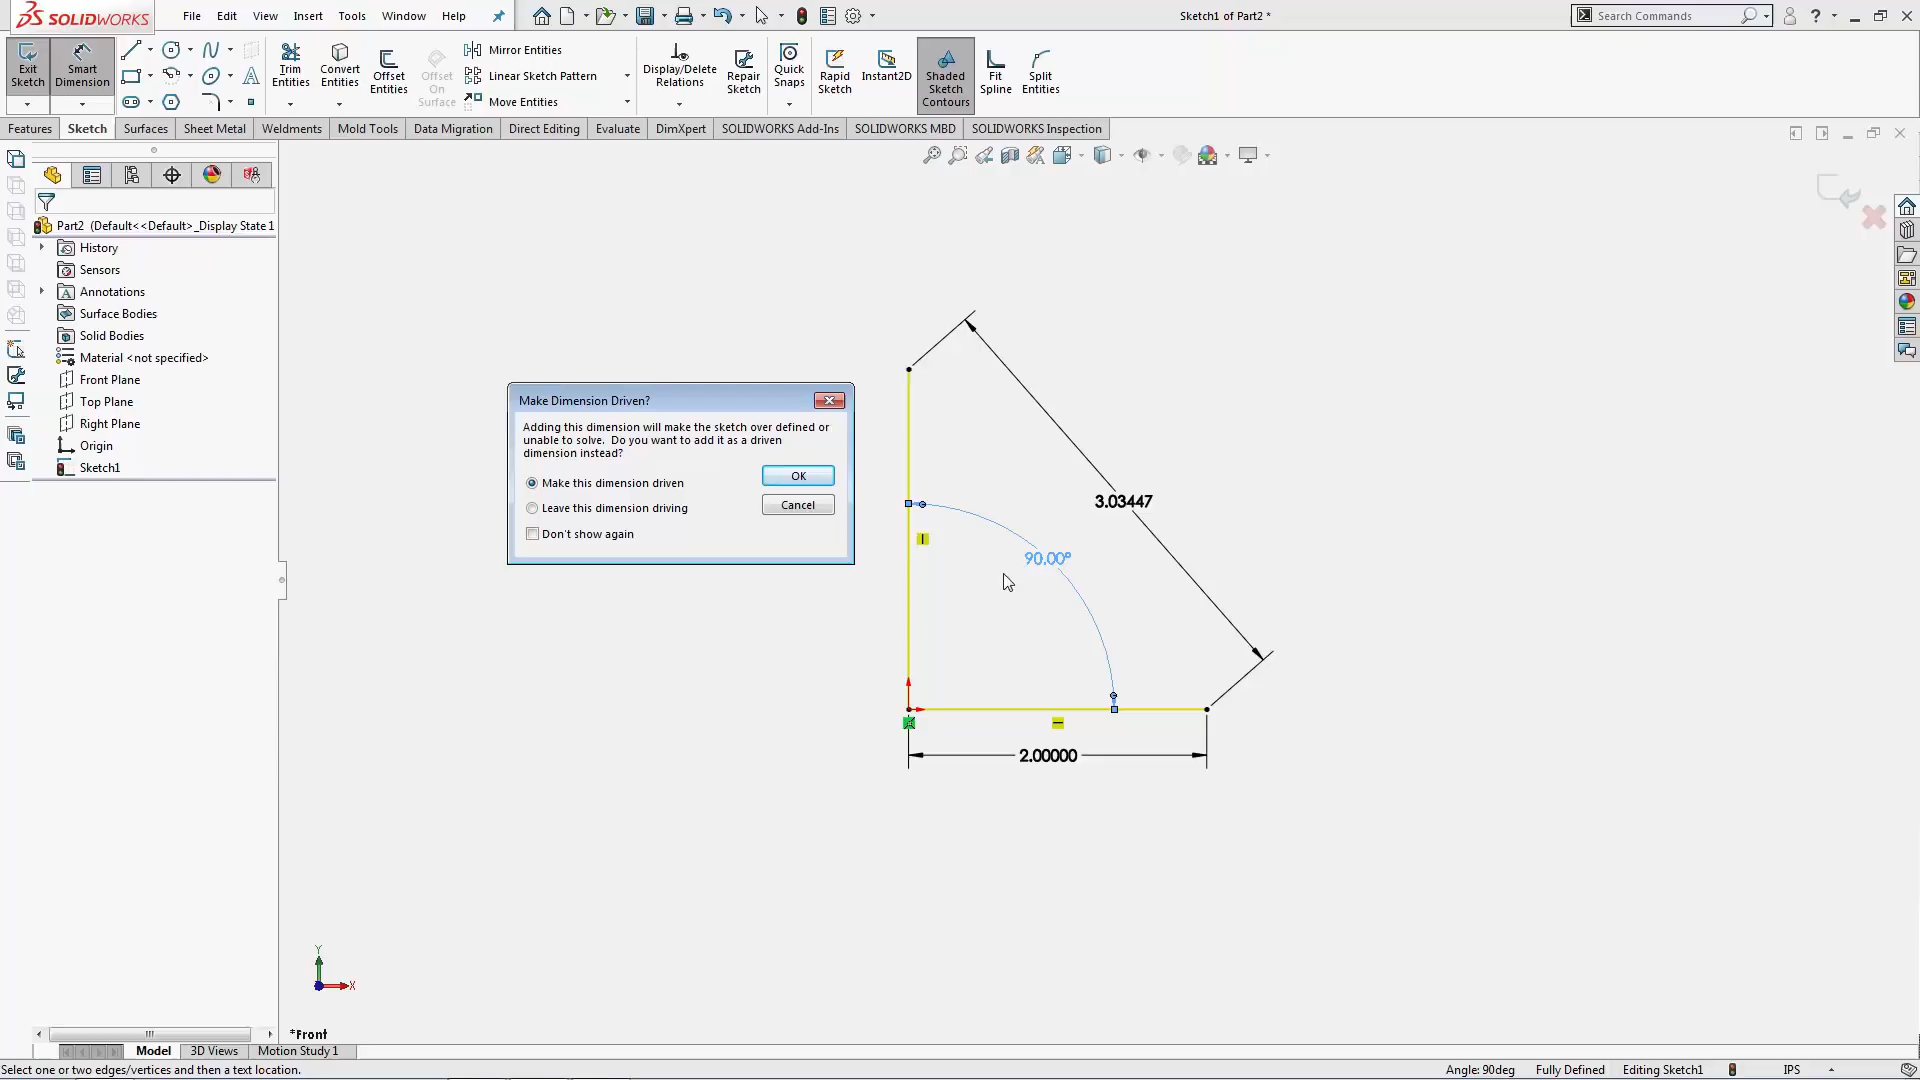 SOLIDWORKS
File Edit View Insert Tools Window Help
Sketch1 of Part2 *
Search Commands
Exit Sketch
Smart Dimension
Trim Entities
Convert Entities
Offset Entities
Offset On Surface
Mirror Entities
Linear Sketch Pattern
Move Entities
Display/Delete Relations
Repair Sketch
Quick Snaps
Rapid Sketch
Instant2D
Shaded Sketch Contours
Fit Spline
Split Entities
Features Sketch Surfaces Sheet Metal Weldments Mold Tools Data Migration Direct Editing Evaluate DimXpert SOLIDWORKS Add-Ins SOLIDWORKS MBD SOLIDWORKS Inspection
Part2 (Default<<Default>_Display State 1
History
Sensors
Annotations
Surface Bodies
Solid Bodies
Material <not specified>
Front Plane
Top Plane
Right Plane
Origin
Sketch1
Make Dimension Driven?
Adding this dimension will make the sketch over defined or
unable to solve. Do you want to add it as a driven
dimension instead?
Make this dimension driven
OK
Leave this dimension driving
Cancel
Don't show again
3.03447
90.00°
2.00000
Y
X
*Front
Model 3D Views Motion Study 1
Select one or two edges/vertices and then a text location.
Angle: 90deg Fully Defined Editing Sketch1 IPS